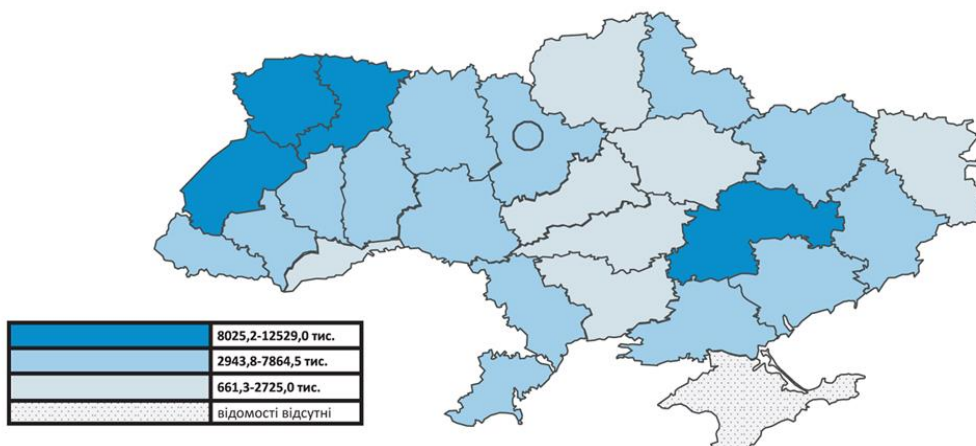 8025,2-12529,0 тис.
2943,8-7864,5 тис.
661,3-2725,0 тис.
відомості відсутні